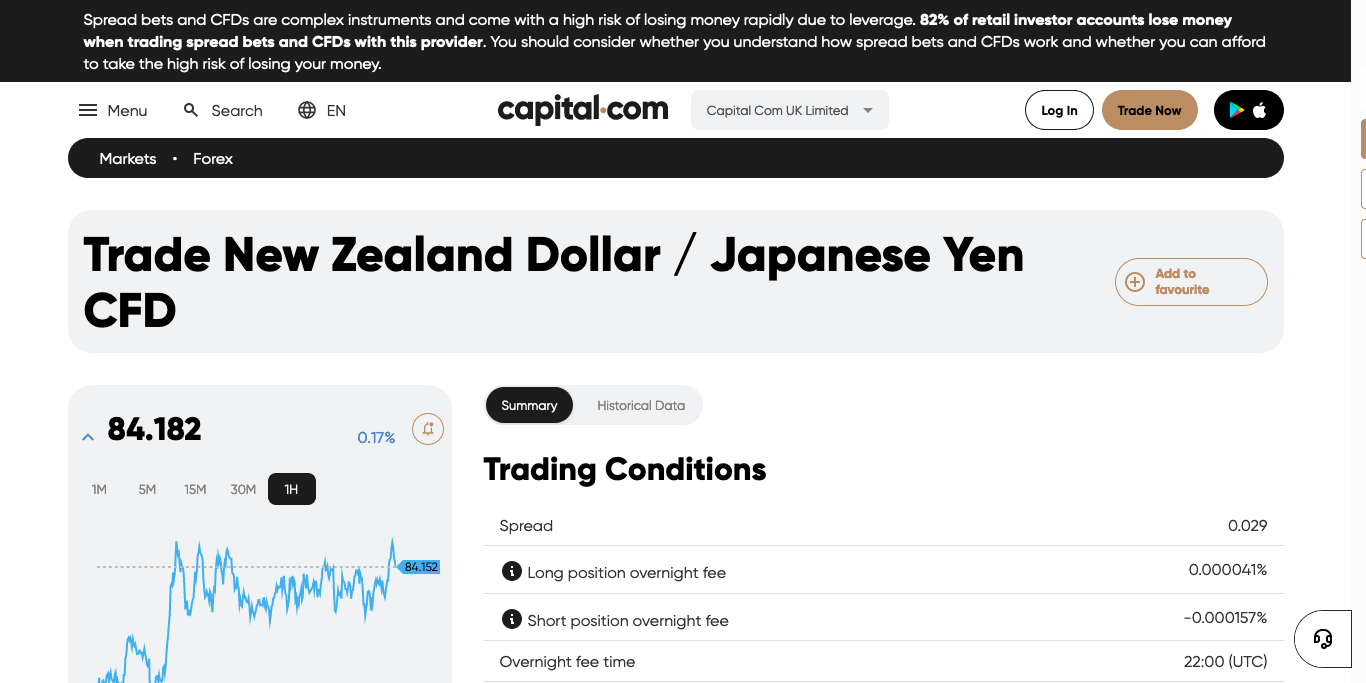 Spread bets and CFDs are complex instruments and come with a high risk of losing money rapidly due to leverage. 82% of retail investor accounts lose money
when trading spread bets and CFDs with this provider. You should consider whether you understand how spread bets and CFDs work and whether you can afford
to take the high risk of losing your money.
Menu Search EN capital.com Capital Com UK Limited Log In Trade Now
Markets • Forex
Trade New Zealand Dollar / Japanese Yen
CFD
Add to
favourite
84.182 0.17%
1M 5M 15M 30M 1H
84.152
Summary Historical Data
Trading Conditions
Spread 0.029
Long position overnight fee 0.000041%
Short position overnight fee -0.000157%
Overnight fee time 22:00 (UTC)